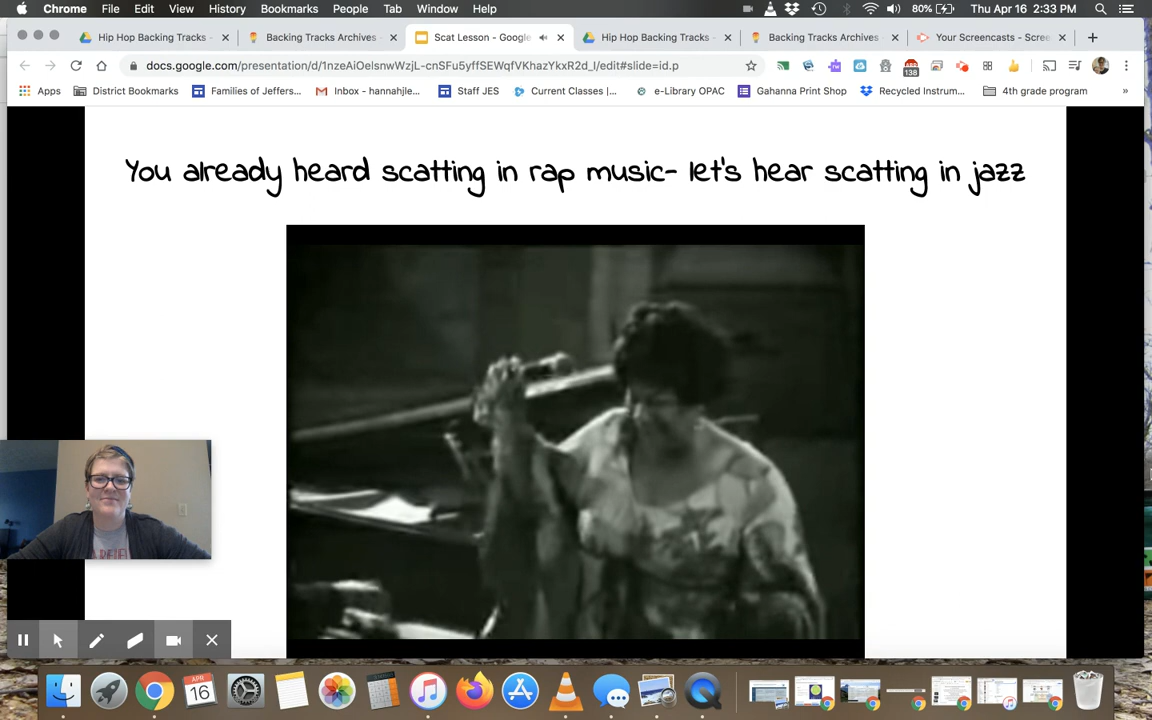 Chrome File Edit View History Bookmarks People Tab Window Help 80% Thu Apr 16 2:33 PM
Hip Hop Backing Tracks - Backing Tracks Archives - Scat Lesson - Google Hip Hop Backing Tracks - Backing Tracks Archives - Your Screencasts - Scree
docs.google.com/presentation/d/1nzeAiOelsnwWzjL-cnSFu5yffSEWqfVKhazYkxR2d_I/edit#slide=id.p 138
Apps District Bookmarks Families of Jeffers... Inbox - hannahjle... Staff JES Current Classes |... e-Library OPAC Gahanna Print Shop Recycled Instrum... 4th grade program »
You already heard scatting in rap music- let's hear scatting in jazz
APR
16